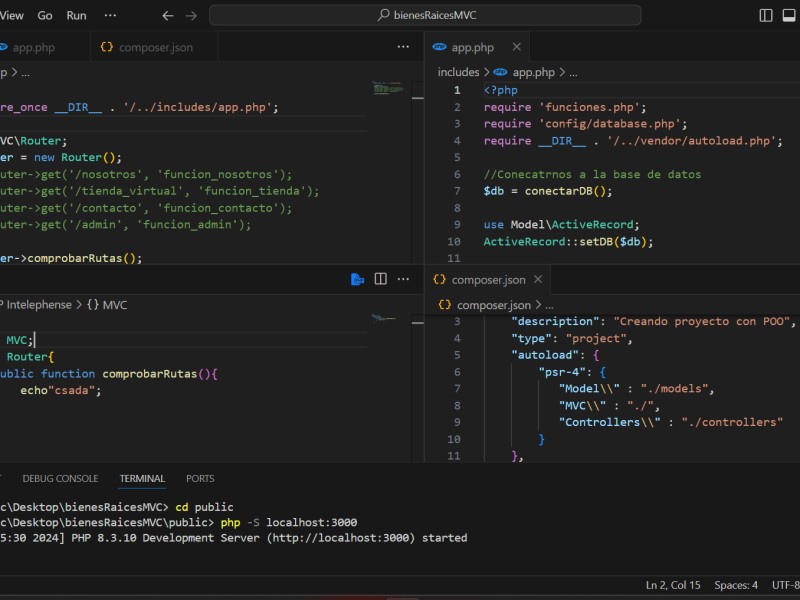 View Go Run ··· bienesRaicesMVC
app.php composer.json ···
p > ...
re_once __DIR__ . '/../includes/app.php';
VC\Router;
er = new Router();
uter->get('/nosotros', 'funcion_nosotros');
uter->get('/tienda_virtual', 'funcion_tienda');
uter->get('/contacto', 'funcion_contacto');
uter->get('/admin', 'funcion_admin');
er->comprobarRutas();
app.php
includes > app.php > ...
1 <?php
2 require 'funciones.php';
3 require 'config/database.php';
4 require __DIR__ . '/../vendor/autoload.php';
5
6 //Conecatrnos a la base de datos
7 $db = conectarDB();
8
9 use Model\ActiveRecord;
10 ActiveRecord::setDB($db);
11
···
P Intelephense > {} MVC
MVC;
Router{
ublic function comprobarRutas(){
echo"csada";
{} composer.json
{} composer.json > ...
3 "description": "Creando proyecto con POO",
4 "type": "project",
5 "autoload": {
6 "psr-4": {
7 "Model\\" : "./models",
8 "MVC\\" : "./",
9 "Controllers\\" : "./controllers"
10 }
11 },
DEBUG CONSOLE TERMINAL PORTS
c\Desktop\bienesRaicesMVC> cd public
c\Desktop\bienesRaicesMVC\public> php -S localhost:3000
5:30 2024] PHP 8.3.10 Development Server (http://localhost:3000) started
Ln 2, Col 15 Spaces: 4 UTF-8